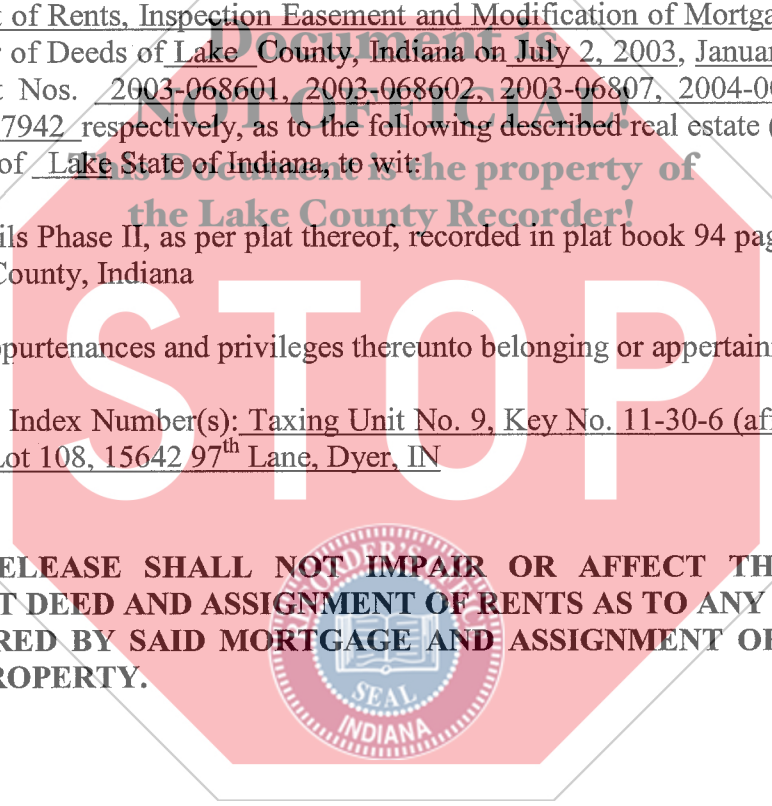 t of Rents, Inspection Easement and Modification of Mortga
r of Deeds of Lake County, Indiana on July 2, 2003, Januar
Document is
t Nos. 2003-068601, 2003-068602, 2003-06807, 2004-0
NOT OFFICIAL!
7942 respectively, as to the following described real estate (
of Lake State of Indiana, to wit:
This Document is the property of
the Lake County Recorder!
ils Phase II, as per plat thereof, recorded in plat book 94 pag
County, Indiana
STOP
ppurtenances and privileges thereunto belonging or appertain
Index Number(s): Taxing Unit No. 9, Key No. 11-30-6 (af
Lot 108, 15642 97th Lane, Dyer, IN
ELEASE SHALL NOT IMPAIR OR AFFECT TH
T DEED AND ASSIGNMENT OF RENTS AS TO ANY
RED BY SAID MORTGAGE AND ASSIGNMENT OF
ROPERTY.
RECORDER'S OFFICE
SEAL
INDIANA